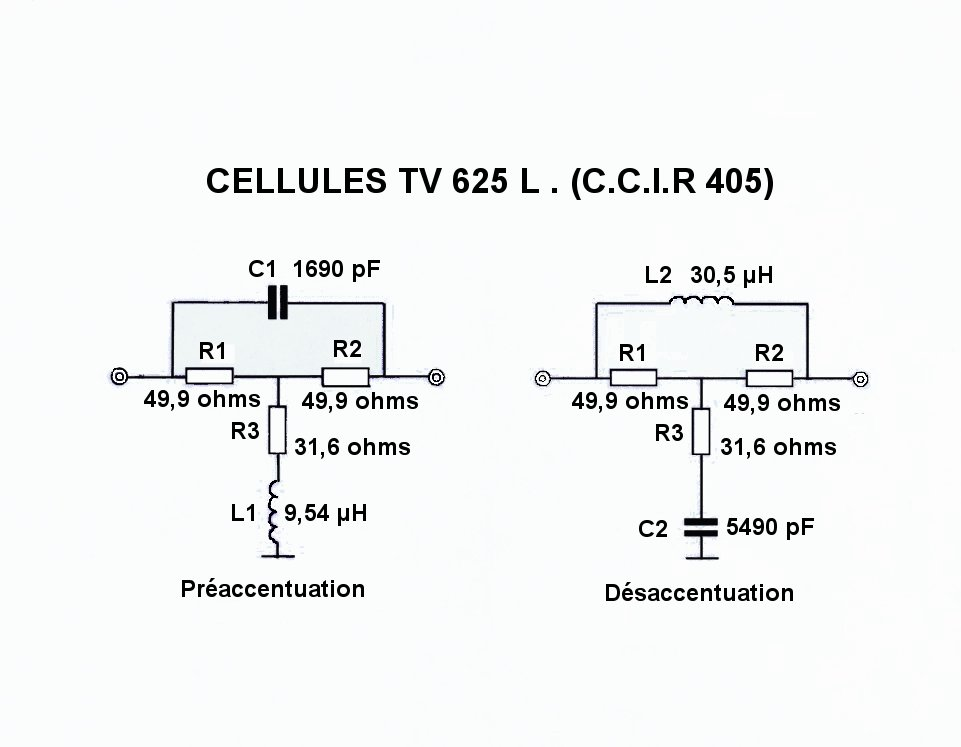 CELLULES TV 625 L . (C.C.I.R 405)
C1 1690 pF
R1
R2
49,9 ohms
49,9 ohms
R3
31,6 ohms
L1
9,54 µH
Préaccentuation
L2 30,5 µH
R1
R2
49,9 ohms
49,9 ohms
R3
31,6 ohms
C2
5490 pF
Désaccentuation